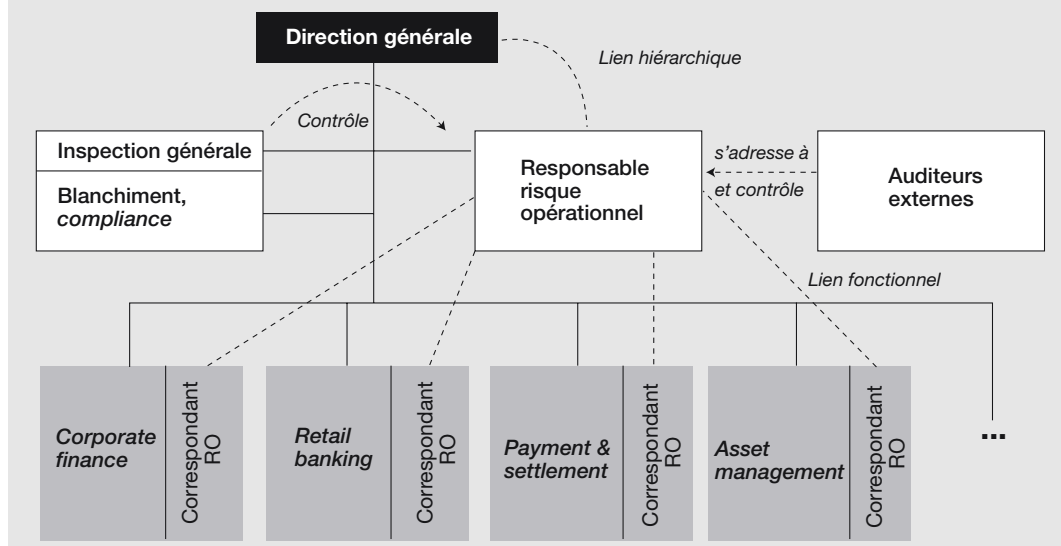 Direction générale
Lien hiérarchique
Contrôle
Inspection générale
Blanchiment,
compliance
Responsable
risque
opérationnel
s'adresse à
et contrôle
Auditeurs
externes
Lien fonctionnel
Corporate
finance
Correspondant
RO
Retail
banking
Correspondant
RO
Payment &
settlement
Correspondant
RO
Asset
management
Correspondant
RO
...